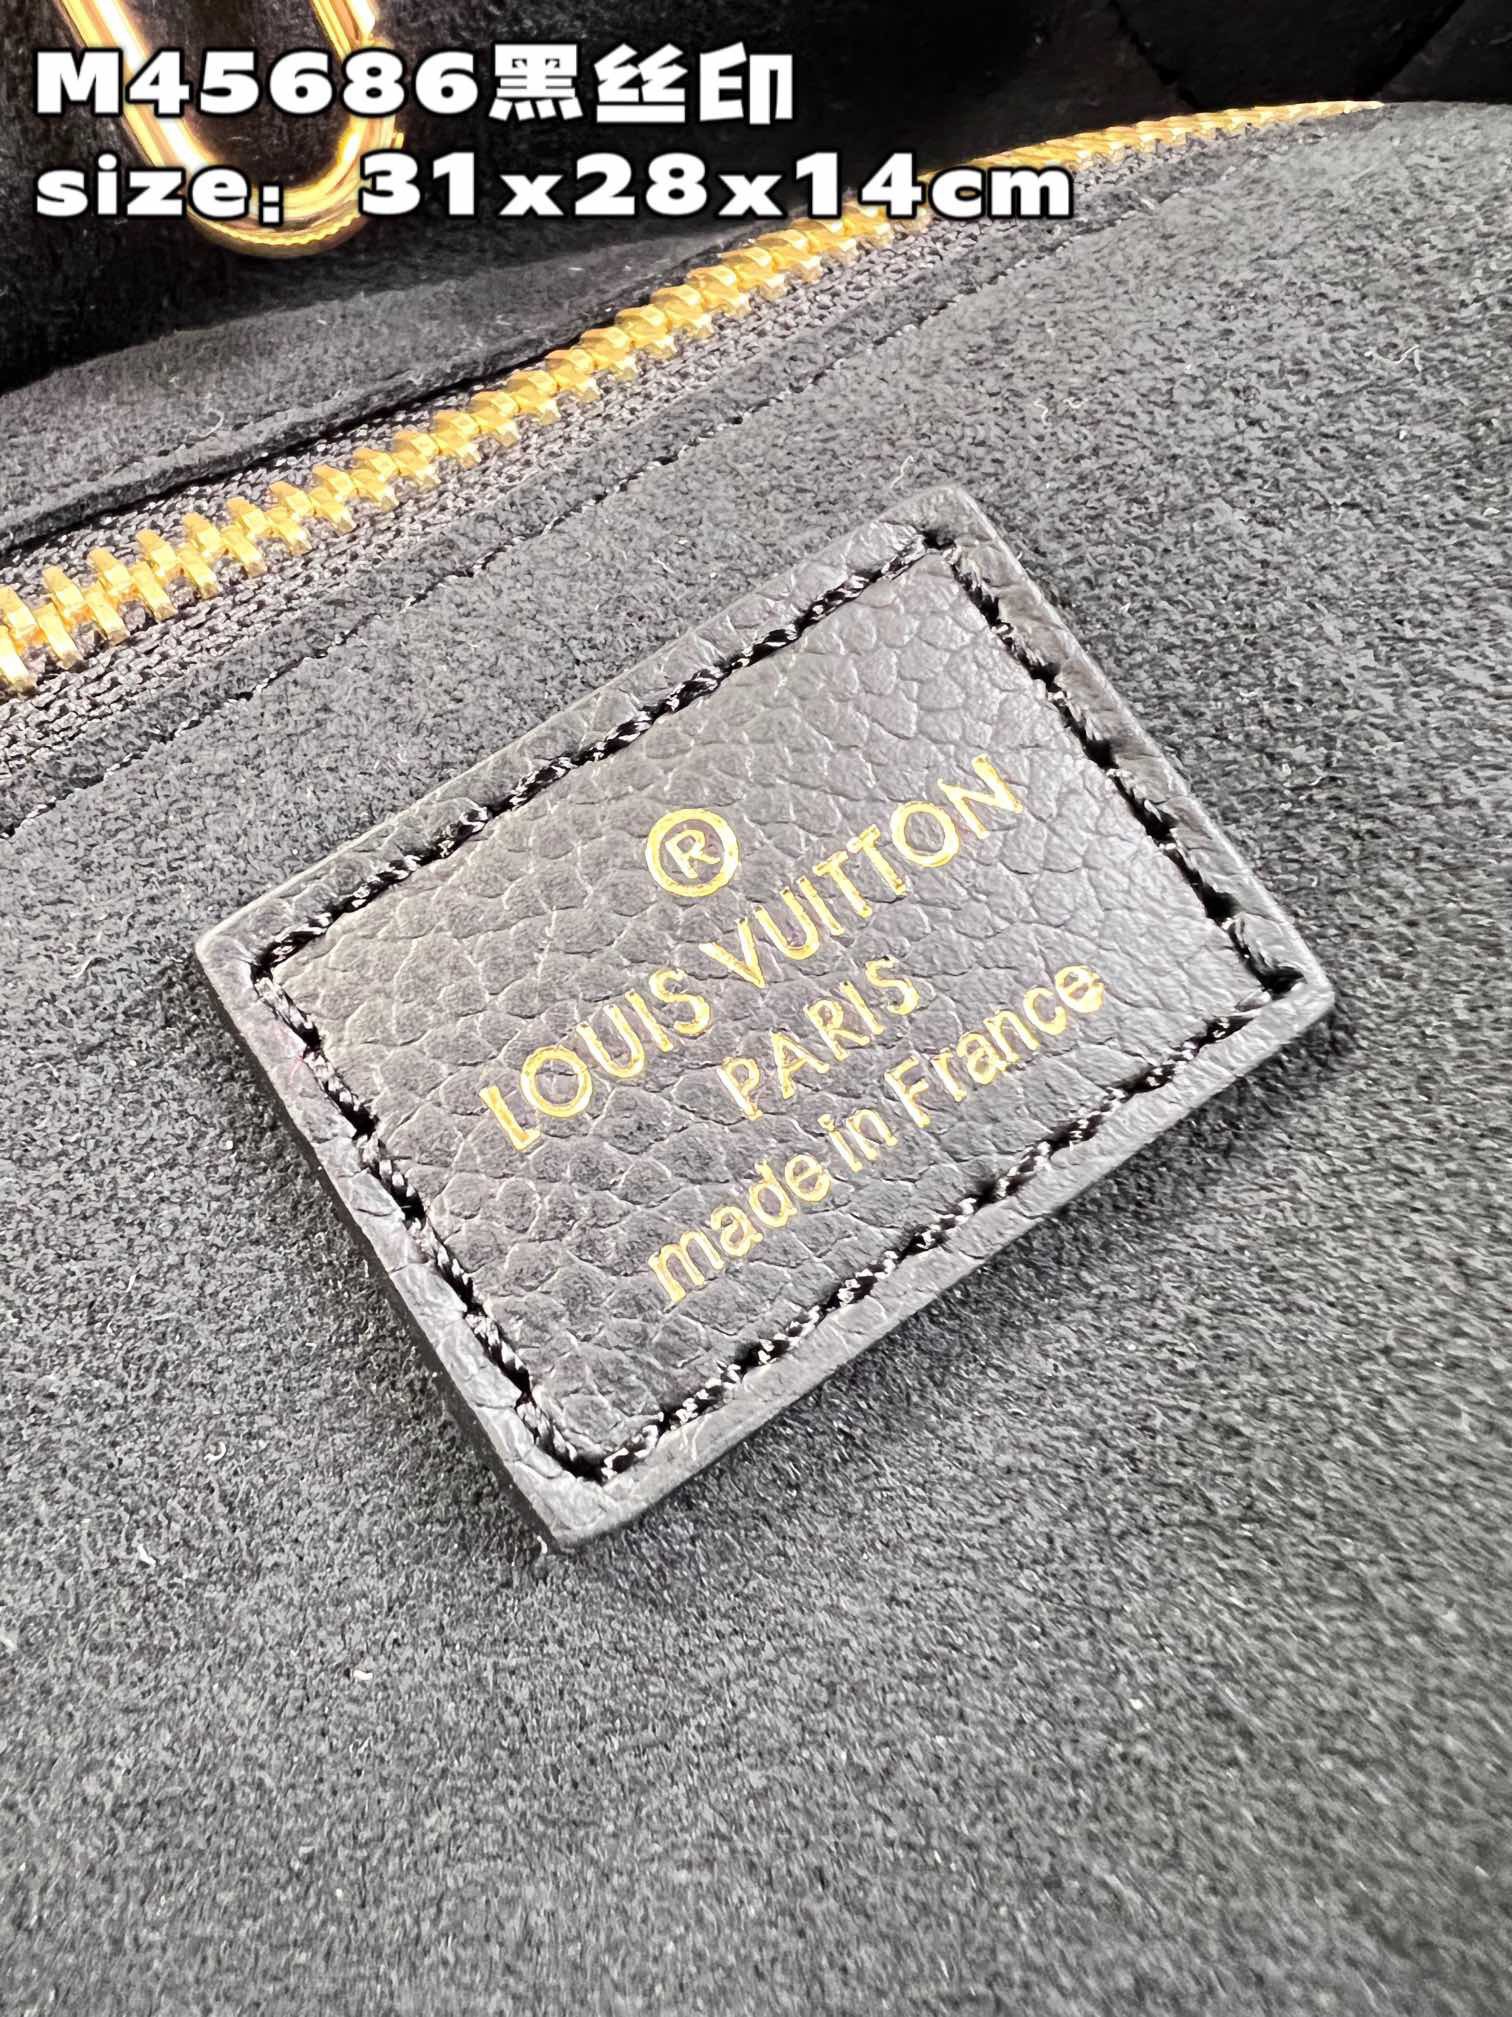 M45686黑丝印
size：31x28x14cm
®
LOUIS VUITTON
PARIS
made in France